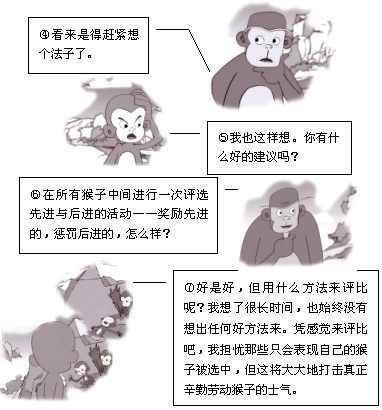 ④看来是得赶紧想
个法子了。
⑤我也这样想。你有什
么好的建议吗？
⑥在所有猴子中间进行一次评选
先进与后进的活动——奖励先进
的，惩罚后进的，怎么样？
⑦好是好，但用什么方法来评比
呢？我想了很长时间，也始终没有
想出任何好方法来。凭感觉来评比
吧，我担忧那些只会表现自己的猴
子被选中，但这将大大地打击真正
辛勤劳动猴子的士气。